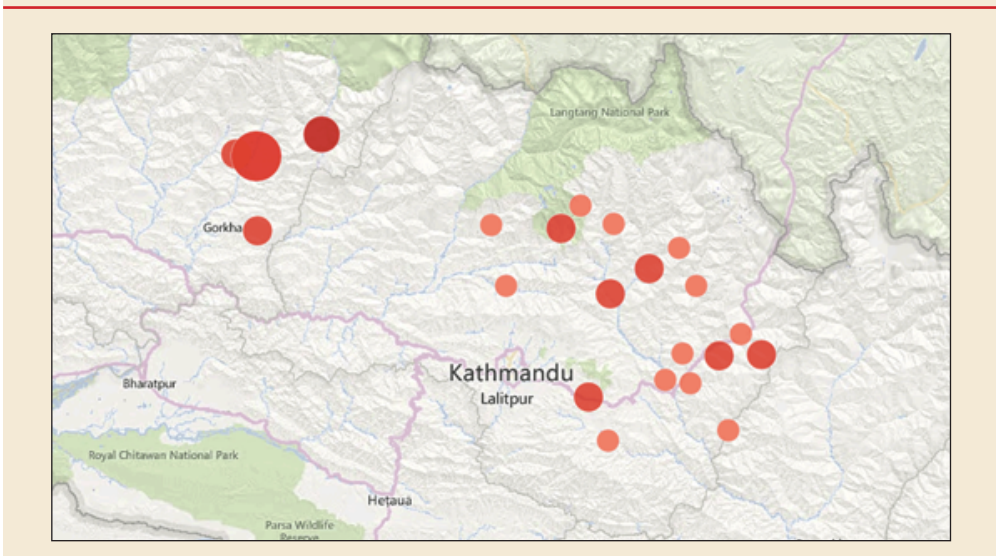 Langtang National Park
Gorkha
Kathmandu
Lalitpur
Bharatpur
Royal Chitawan National Park
Hetaua
Parsa Wildlife
Reserve